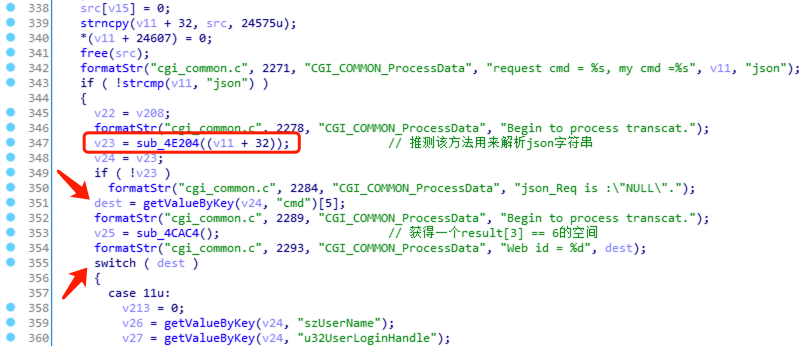 338 src[v15] = 0;
339 strncpy(v11 + 32, src, 24575u);
340 *(v11 + 24607) = 0;
341 free(src);
342 formatStr("cgi_common.c", 2271, "CGI_COMMON_ProcessData", "request cmd = %s, my cmd =%s", v11, "json");
343 if ( !strcmp(v11, "json") )
344 {
345 v22 = v208;
346 formatStr("cgi_common.c", 2278, "CGI_COMMON_ProcessData", "Begin to process transcat.");
347 v23 = sub_4E204((v11 + 32)); // 推测该方法用来解析json字符串
348 v24 = v23;
349 if ( !v23 )
350 formatStr("cgi_common.c", 2284, "CGI_COMMON_ProcessData", "json_Req is :\"NULL\".");
351 dest = getValueByKey(v24, "cmd")[5];
352 formatStr("cgi_common.c", 2289, "CGI_COMMON_ProcessData", "Begin to process transcat.");
353 v25 = sub_4CAC4(); // 获得一个result[3] == 6的空间
354 formatStr("cgi_common.c", 2293, "CGI_COMMON_ProcessData", "Web id = %d", dest);
355 switch ( dest )
356 {
357 case 11u:
358 v213 = 0;
359 v26 = getValueByKey(v24, "szUserName");
360 v27 = getValueByKey(v24, "u32UserLoginHandle");